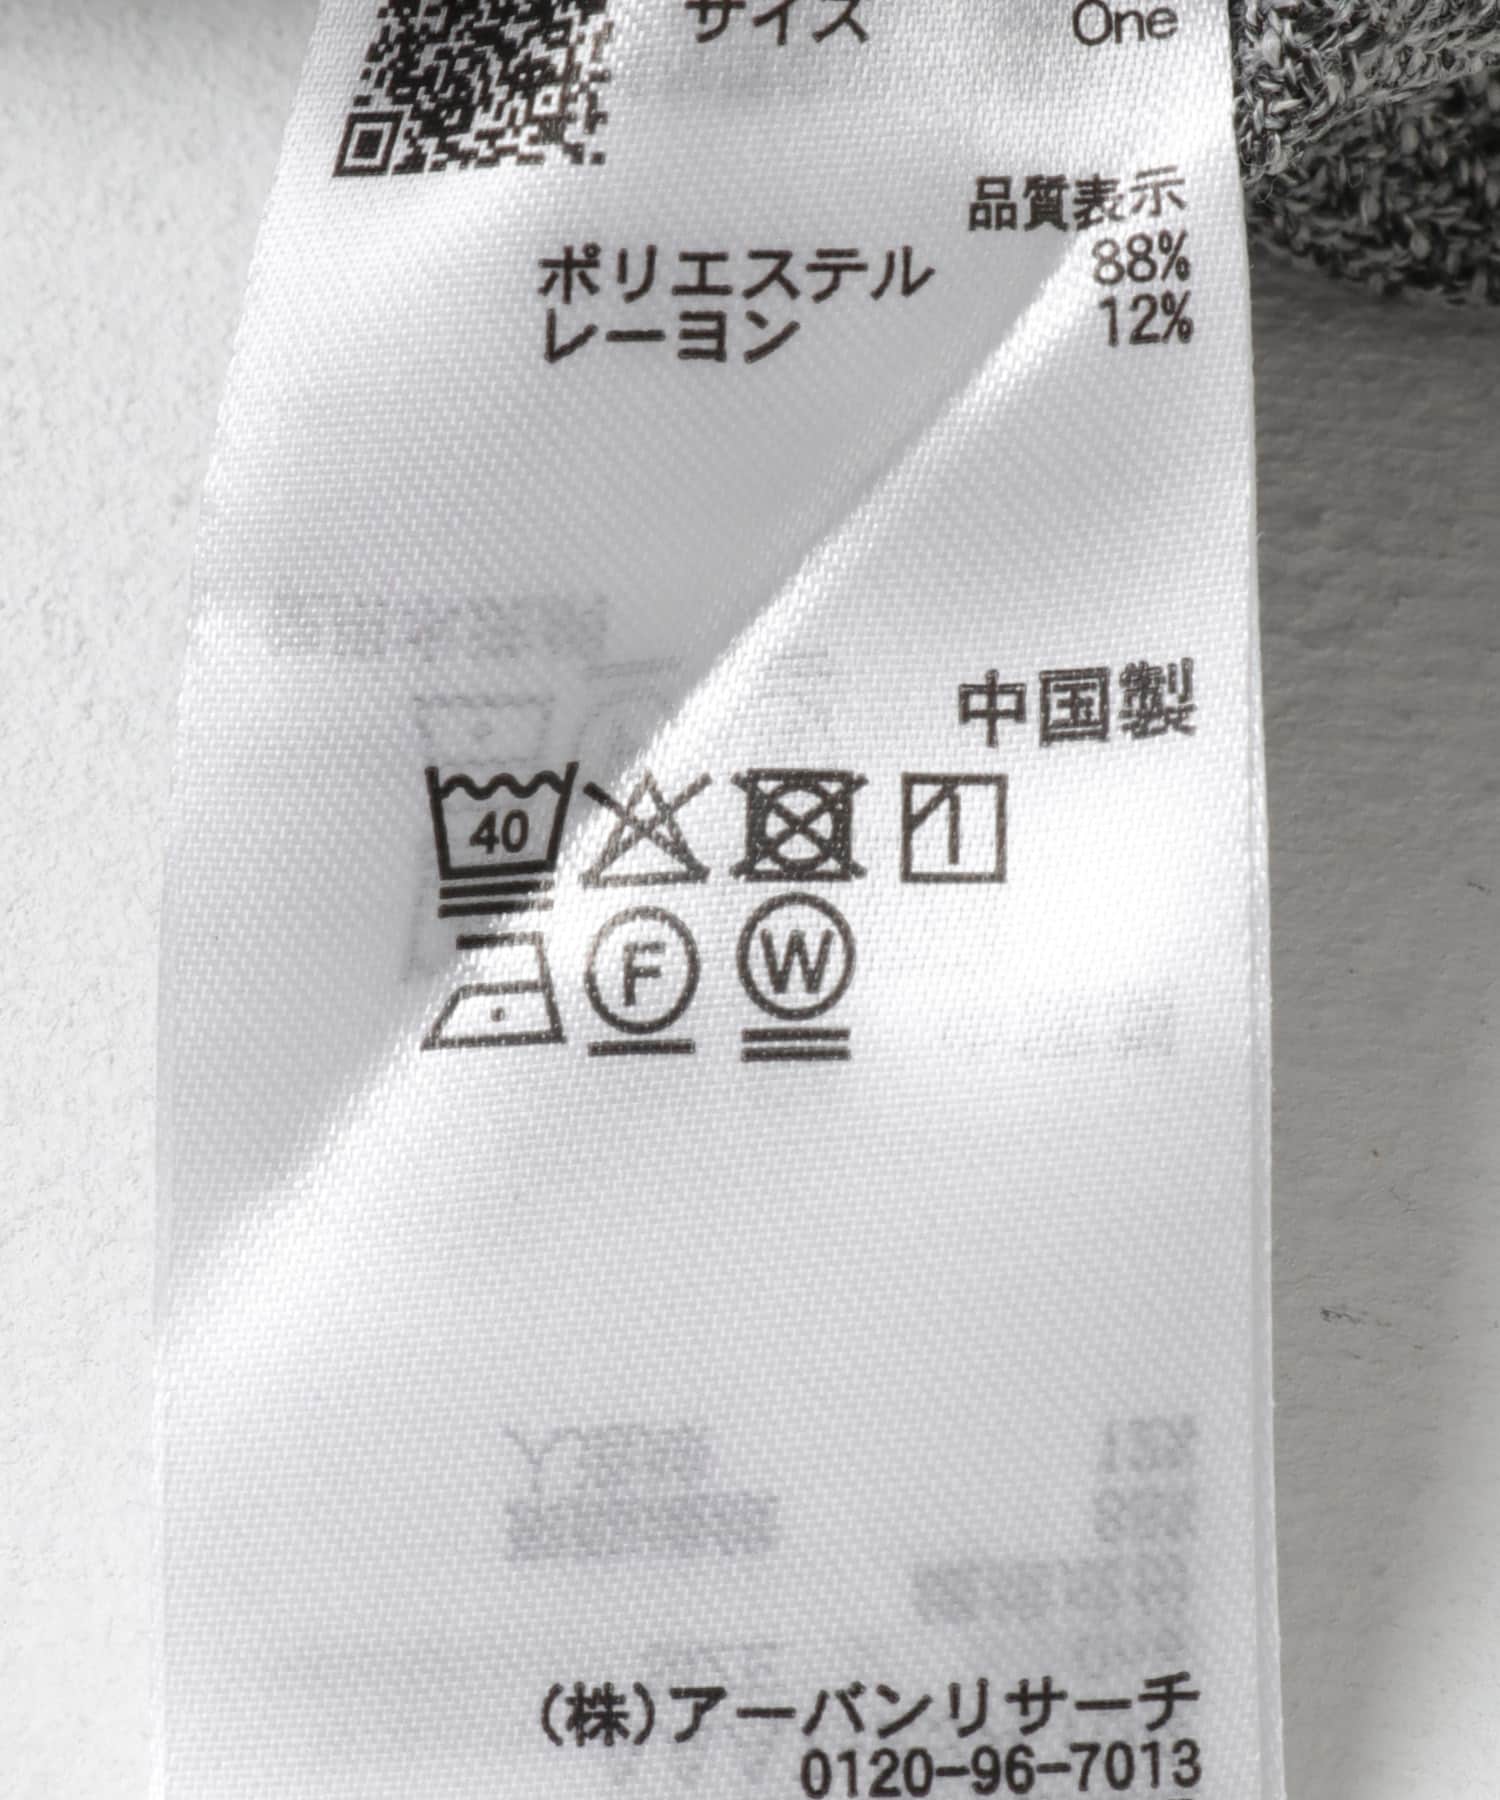 サイズ One
品質表示
ポリエステル 88%
レーヨン 12%
中国製
40
F W
(株)アーバンリサーチ
0120-96-7013